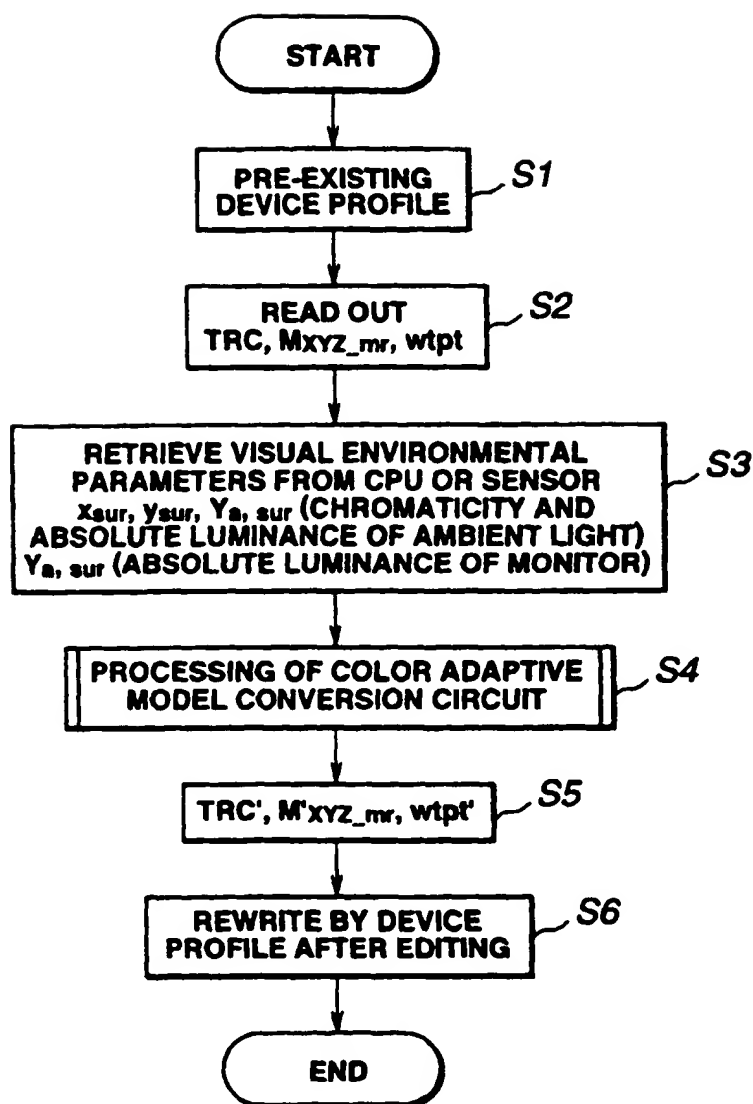 START
PRE-EXISTING
DEVICE PROFILE
S1
READ OUT
TRC, MXYZ_mr, wtpt
S2
RETRIEVE VISUAL ENVIRONMENTAL
PARAMETERS FROM CPU OR SENSOR
xsur, ysur, Ya, sur (CHROMATICITY AND
ABSOLUTE LUMINANCE OF AMBIENT LIGHT)
Ya, sur (ABSOLUTE LUMINANCE OF MONITOR)
S3
PROCESSING OF COLOR ADAPTIVE
MODEL CONVERSION CIRCUIT
S4
TRC', M'XYZ_mr, wtpt'
S5
REWRITE BY DEVICE
PROFILE AFTER EDITING
S6
END